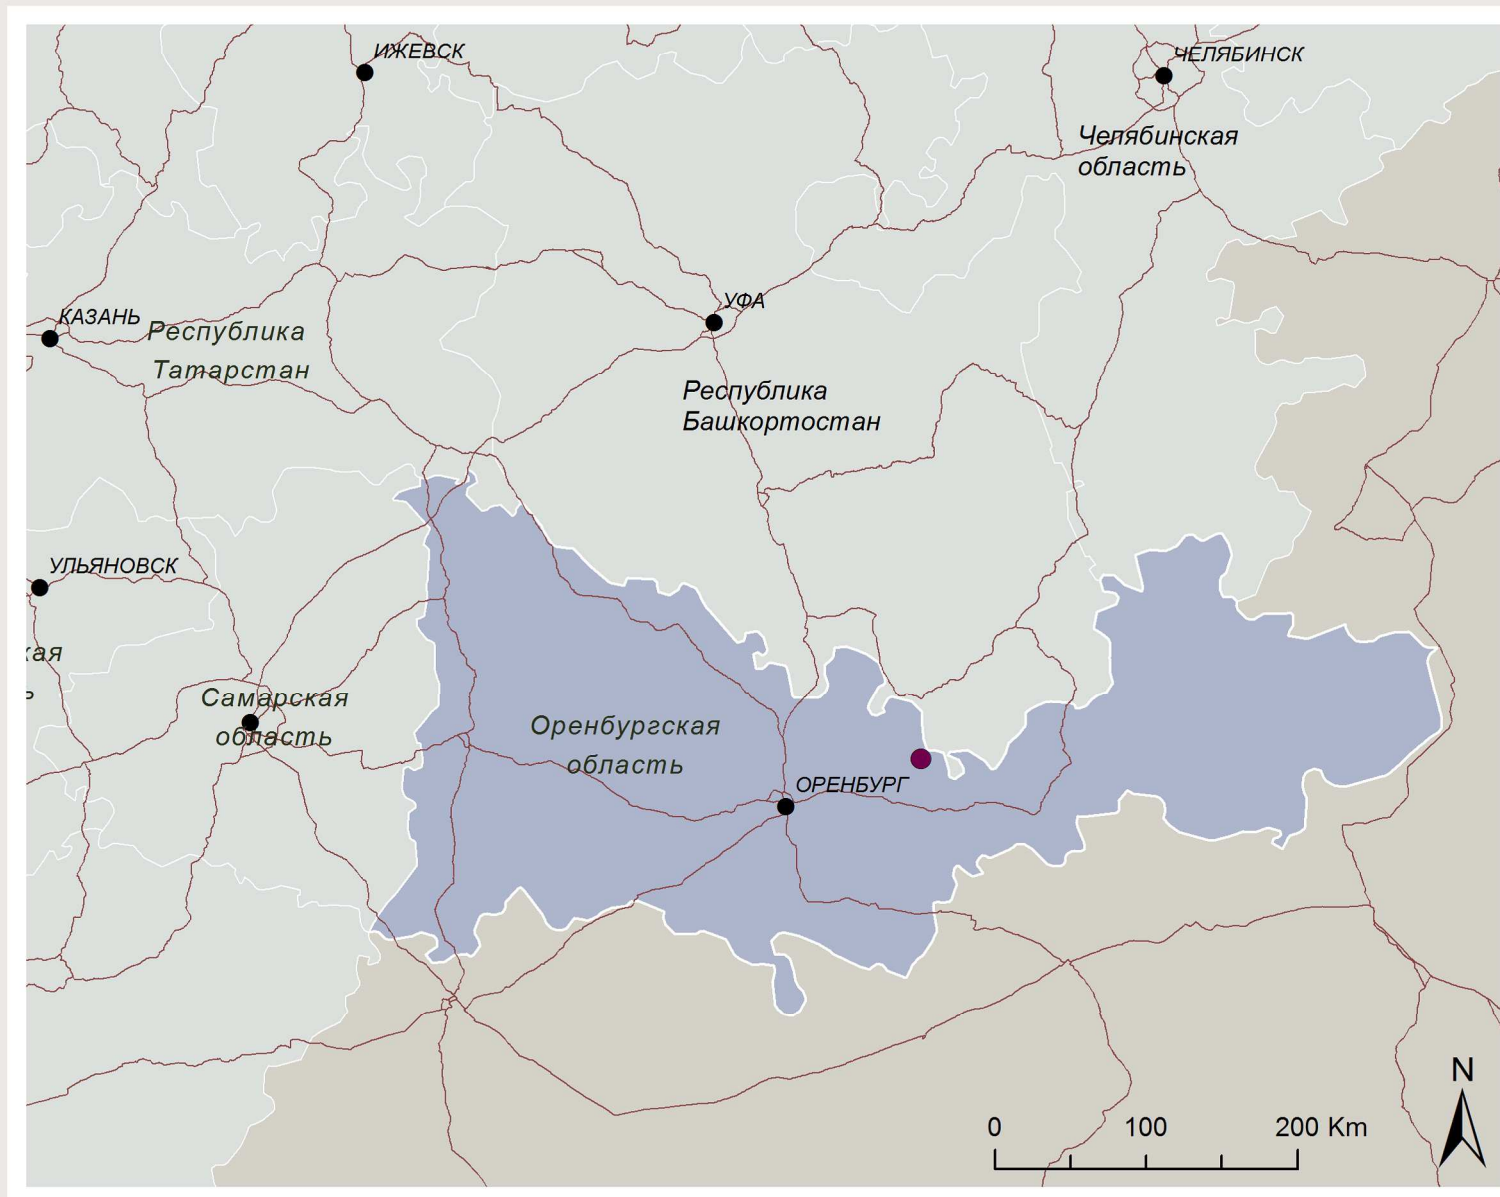 ИЖЕВСК
ЧЕЛЯБИНСК
Челябинская
область
УФА
КАЗАНЬ
Республика
Татарстан
Республика
Башкортостан
УЛЬЯНОВСК
кая
Самарская
область
Оренбургская
область
ОРЕНБУРГ
N
0 100 200 Km